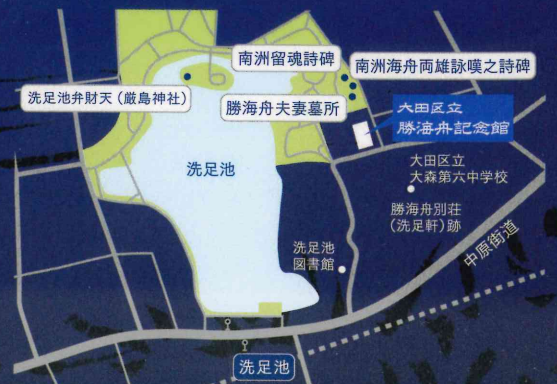 南洲留魂詩碑
南洲海舟両雄詠嘆之詩碑
洗足池弁財天(厳島神社)
勝海舟夫妻墓所
大田区立
勝海舟記念館
洗足池
大田区立
大森第六中学校
勝海舟別荘
(洗足軒)跡
洗足池
図書館
中原街道
洗足池